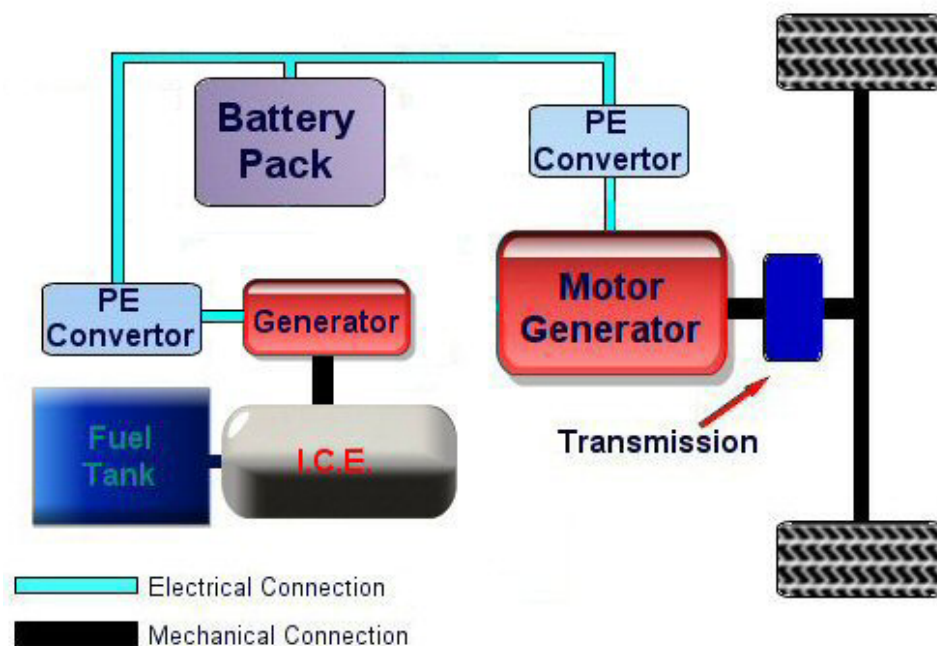 Battery
Pack
PE
Convertor
PE
Convertor
Generator
Motor
Generator
Fuel
Tank
I.C.E.
Transmission
Electrical Connection
Mechanical Connection